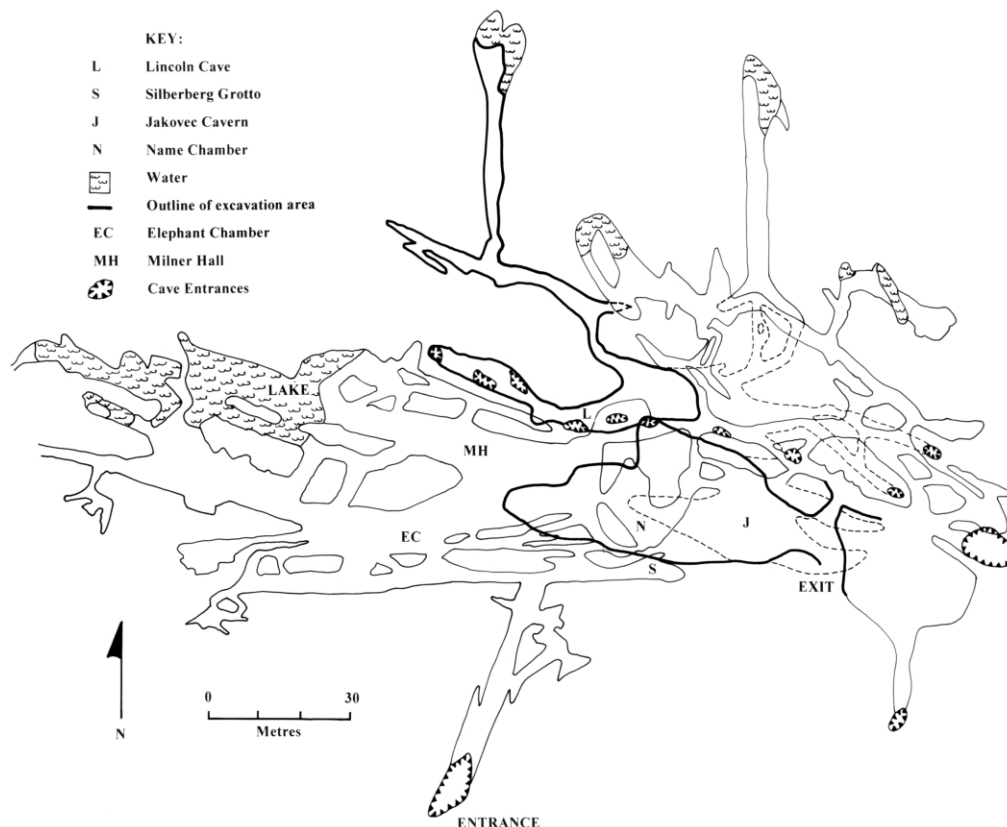 KEY:
L Lincoln Cave
S Silberberg Grotto
J Jakovec Cavern
N Name Chamber
Water
Outline of excavation area
EC Elephant Chamber
MH Milner Hall
Cave Entrances
LAKE
L
MH
N
J
EC
S
EXIT
0 30
Metres
N
ENTRANCE